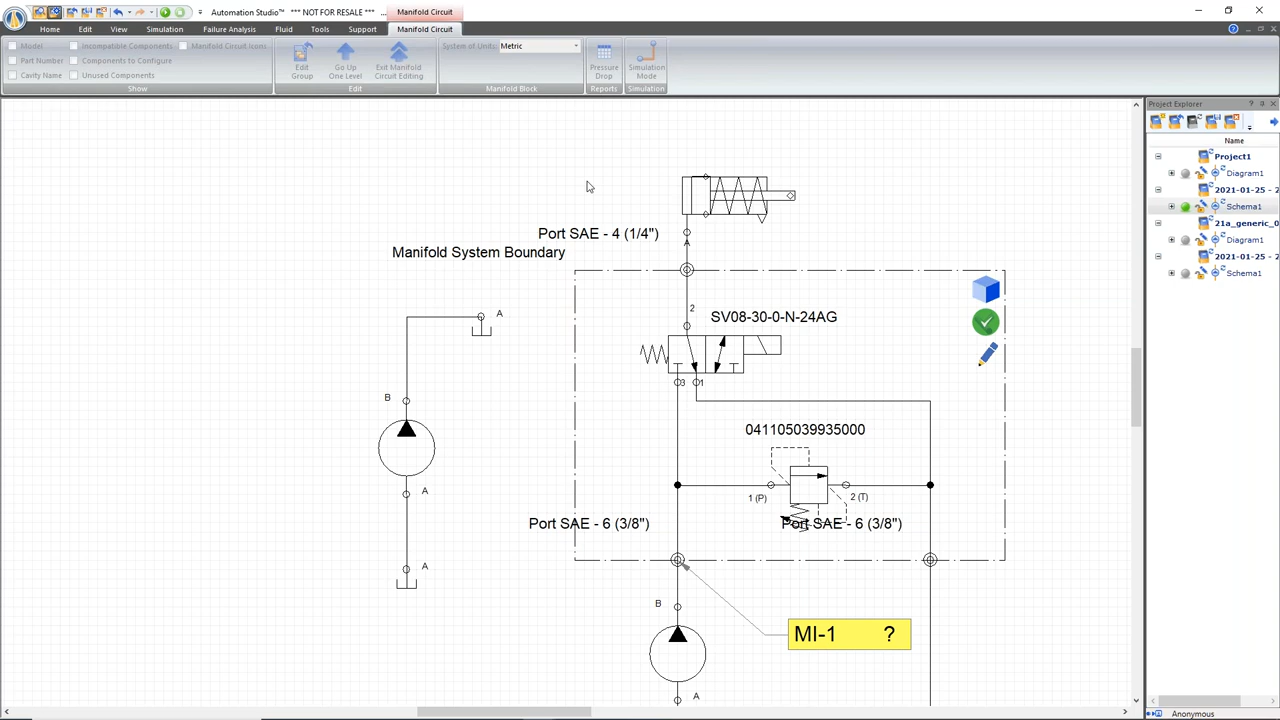 Automation Studio™ *** NOT FOR RESALE *** ...
Manifold Circuit
Home Edit View Simulation Failure Analysis Fluid Tools Support Manifold Circuit
Model Incompatible Components Manifold Circuit Icons
Part Number Components to Configure
Cavity Name Unused Components
Show
Edit Group
Go Up One Level
Exit Manifold Circuit Editing
Edit
System of Units: Metric
Manifold Block
Pressure Drop
Reports
Simulation Mode
Simulation
Project Explorer
Name
Project1
Diagram1
2021-01-25 - 2
Schema1
21a_generic_0
Diagram1
2021-01-25 - 2
Schema1
Anonymous
Port SAE - 4 (1/4")
A
Manifold System Boundary
2
SV08-30-0-N-24AG
A
3 1
B
041105039935000
A
1 (P) 2 (T)
Port SAE - 6 (3/8") Port SAE - 6 (3/8")
A
B
MI-1 ?
A